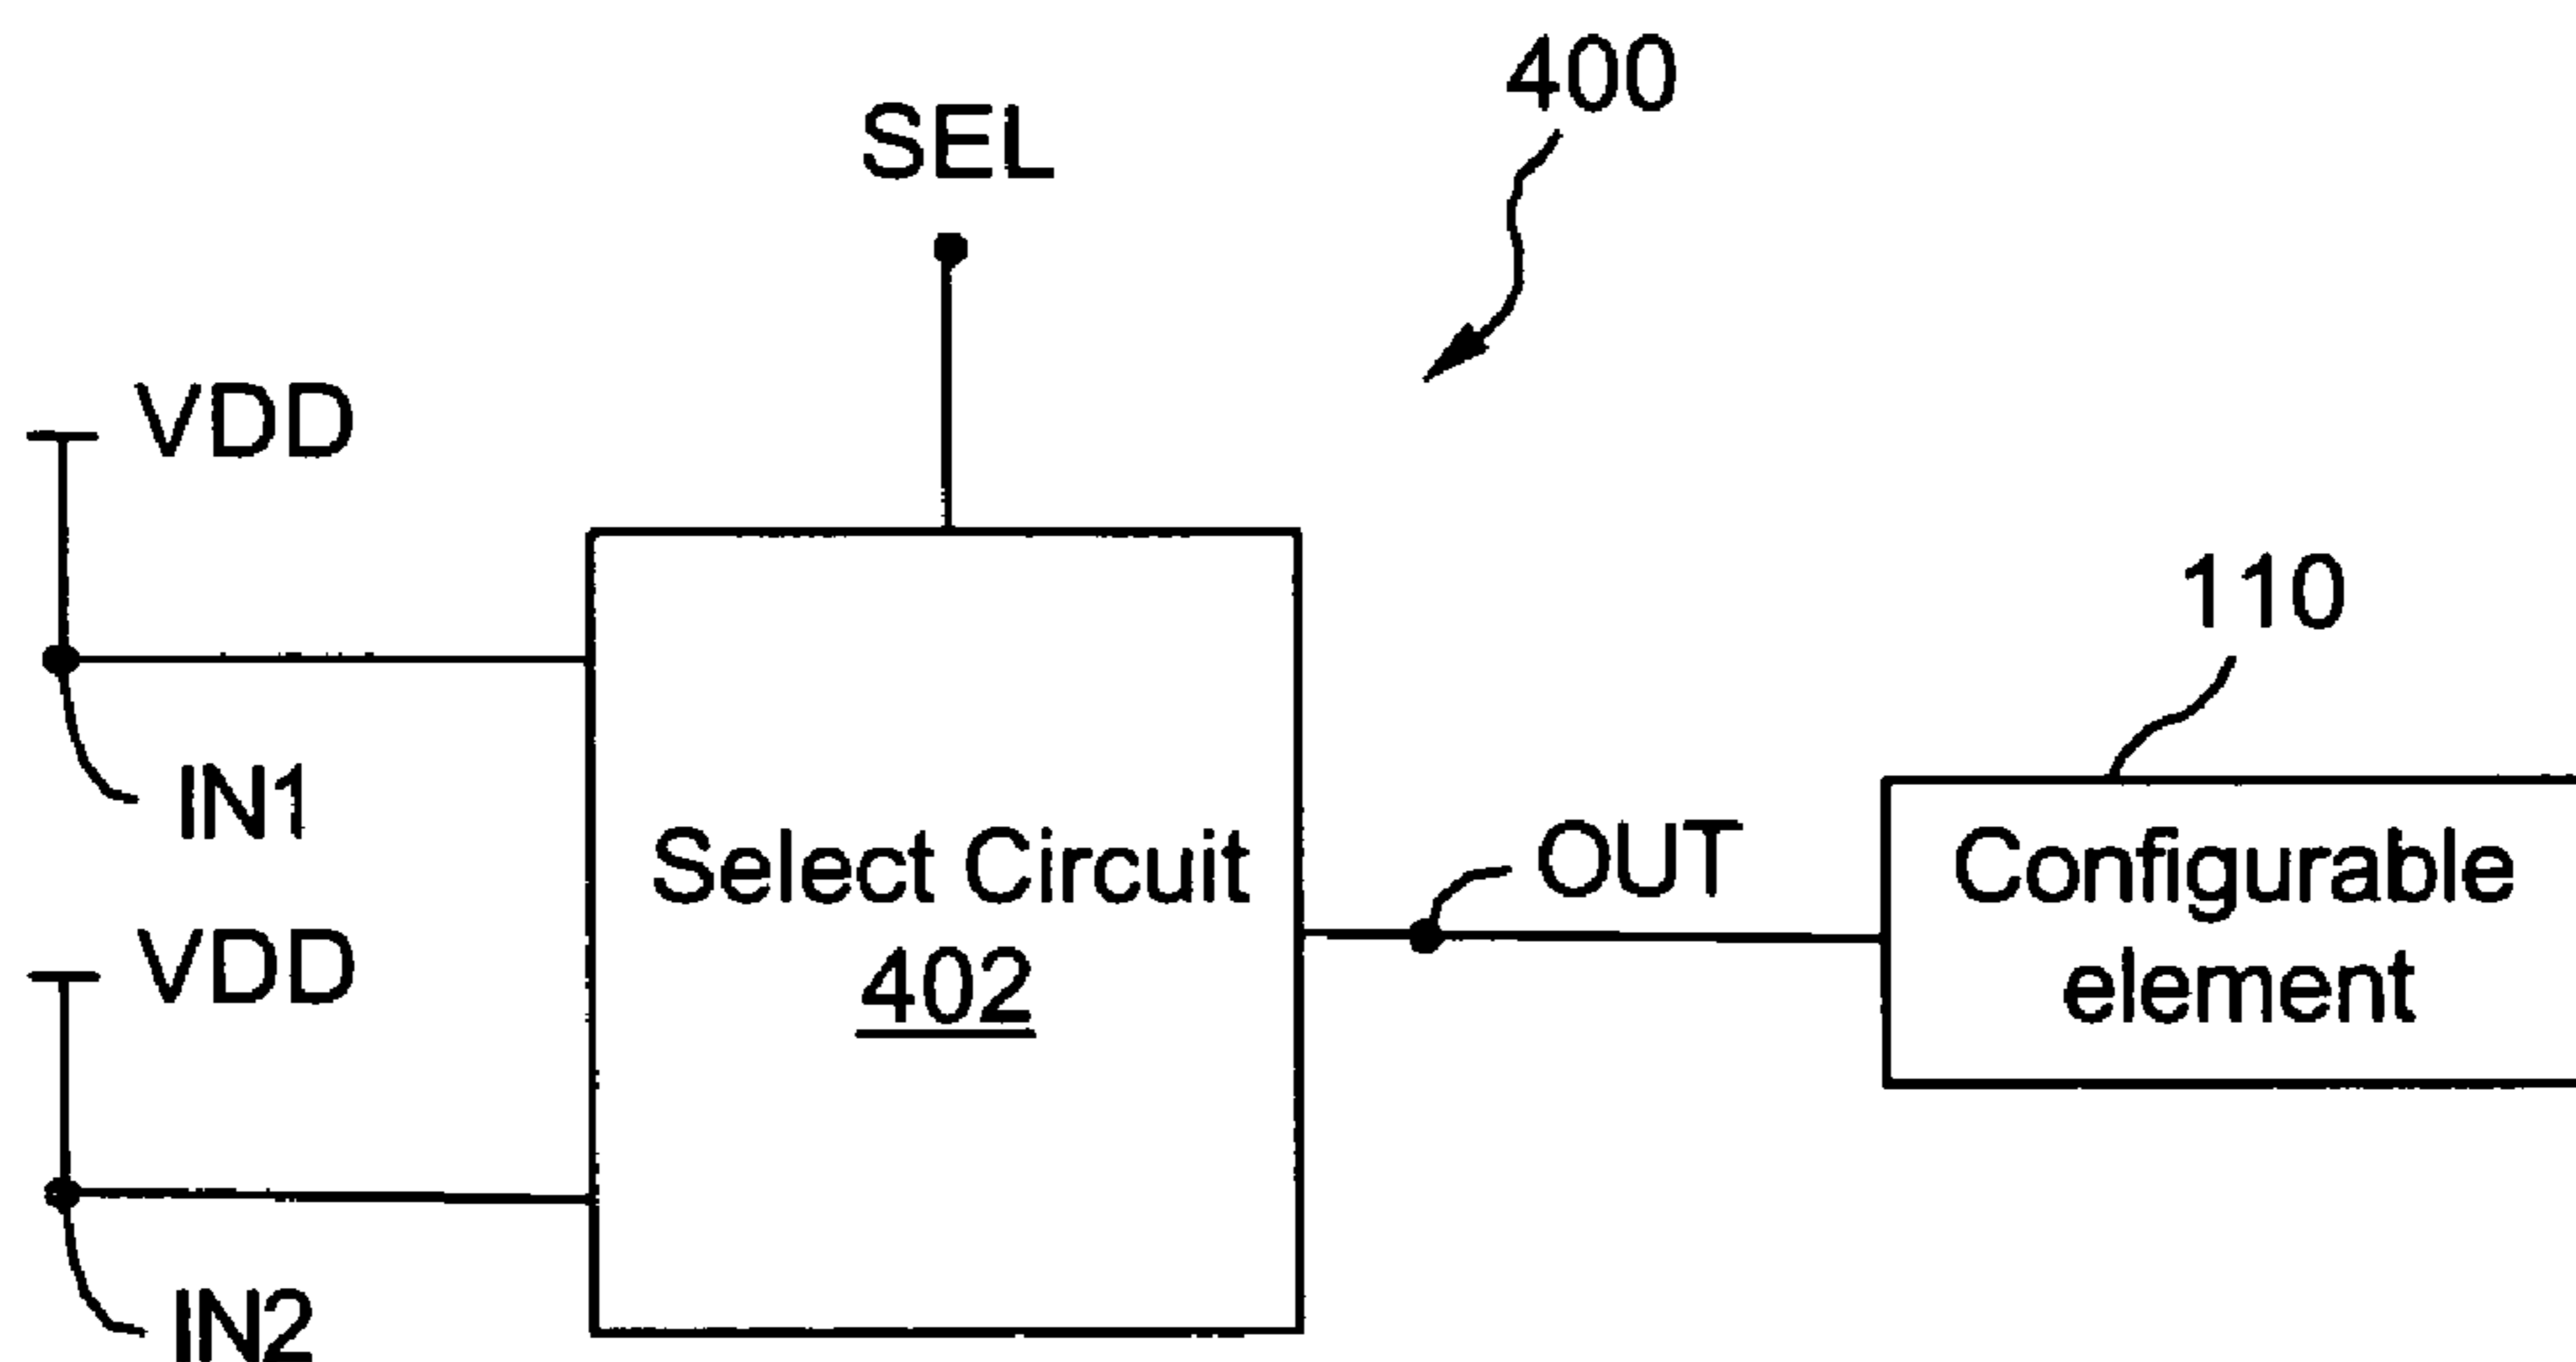 400
SEL
VDD
110
IN1
Select Circuit
402
OUT
Configurable
element
VDD
IN2